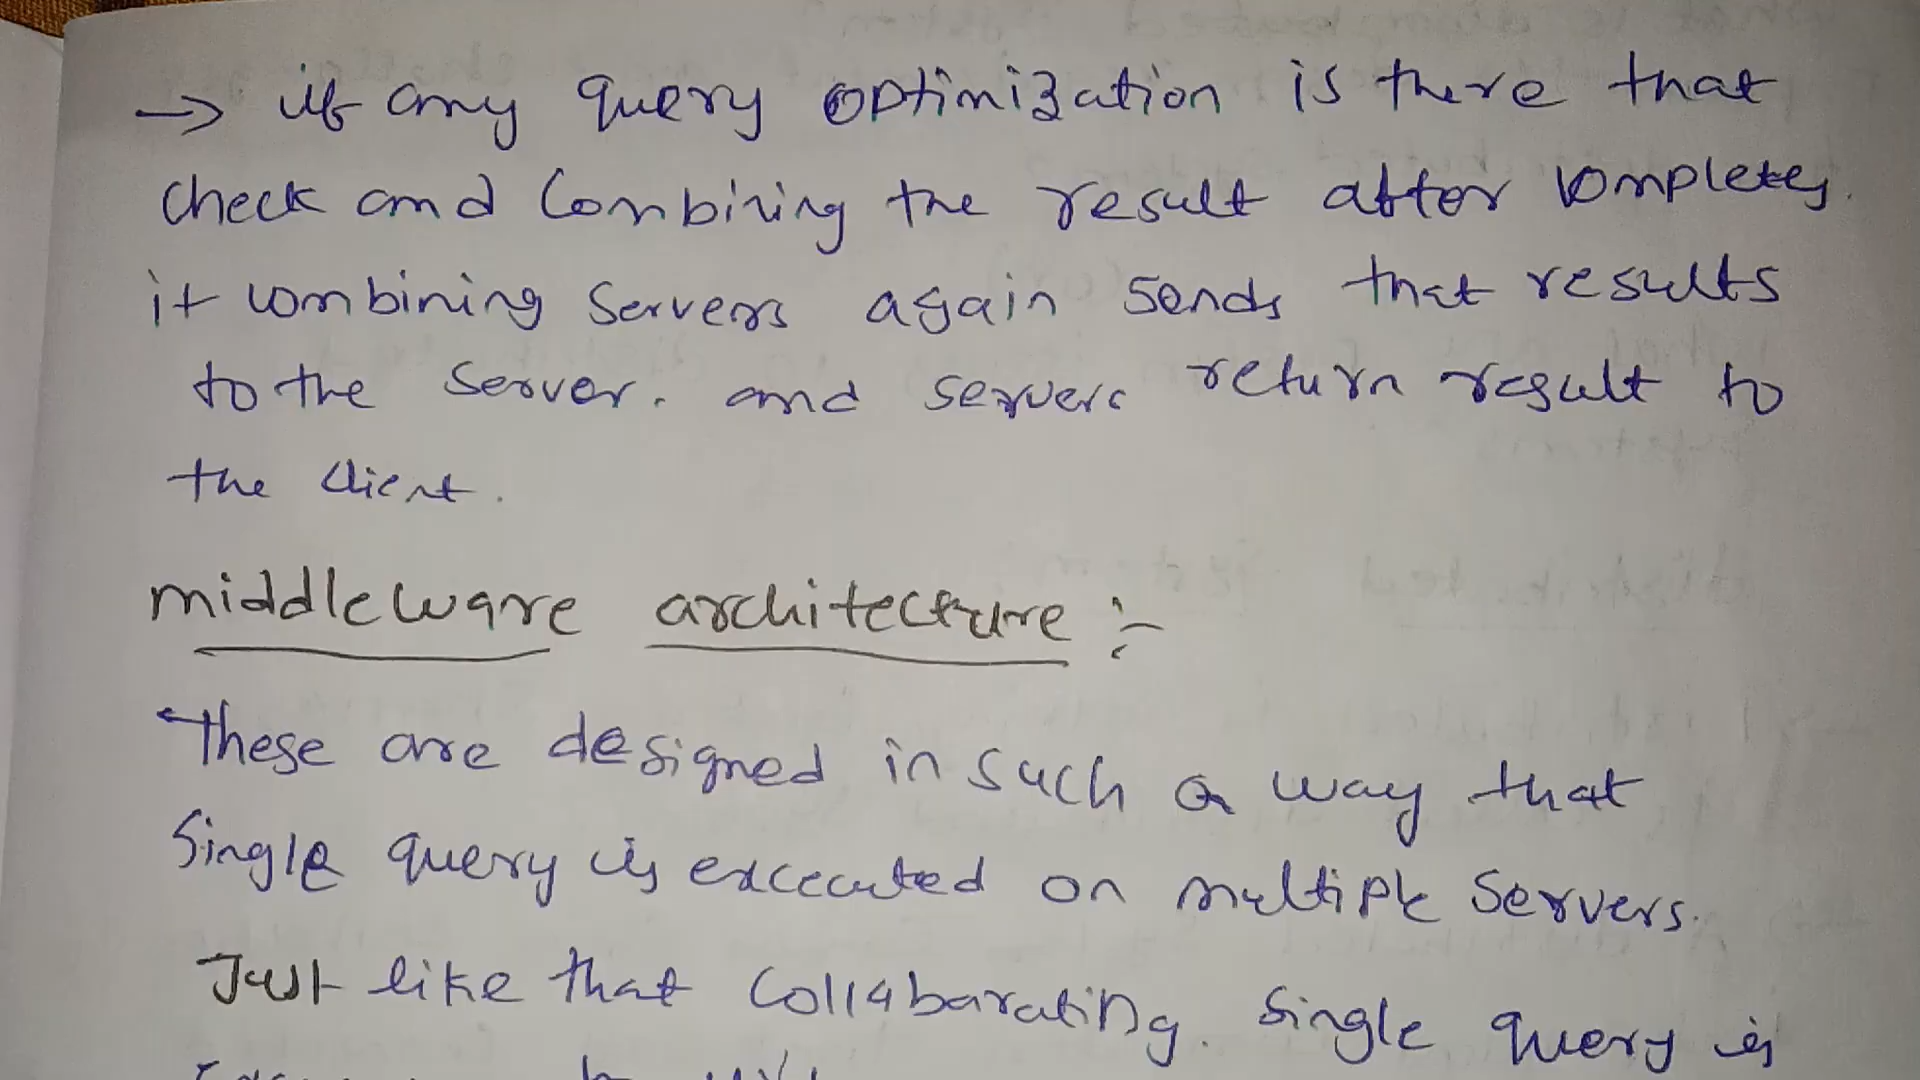 → if any query optimization is there that
check and Combining the result after completes.
it combining servers again sends that results
to the server. and servers return result to
the client.
middleware architecture :-
These are designed in such a way that
Single query is excecuted on multiple servers.
Just like that collabarating. Single query is